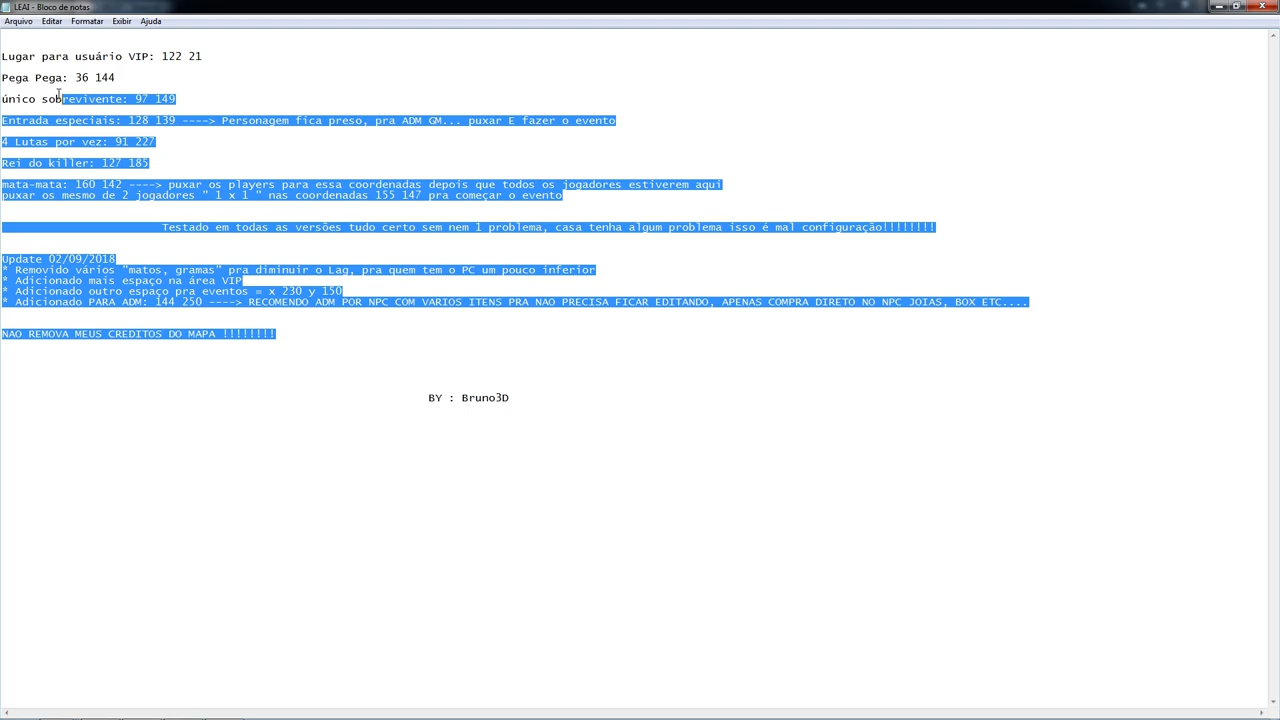 LEAI - Bloco de notas
Arquivo Editar Formatar Exibir Ajuda
Lugar para usuário VIP: 122 21
Pega Pega: 36 144
único sobrevivente: 97 149
Entrada especiais: 128 139 ----> Personagem fica preso, pra ADM GM... puxar E fazer o evento
4 Lutas por vez: 91 227
Rei do killer: 127 185
mata-mata: 160 142 ----> puxar os players para essa coordenadas depois que todos os jogadores estiverem aqui
puxar os mesmo de 2 jogadores " 1 x 1 " nas coordenadas 155 147 pra começar o evento
Testado em todas as versões tudo certo sem nem 1 problema, casa tenha algum problema isso é mal configuração!!!!!!!!
Update 02/09/2018
* Removido vários "matos, gramas" pra diminuir o Lag, pra quem tem o PC um pouco inferior
* Adicionado mais espaço na área VIP
* Adicionado outro espaço pra eventos = x 230 y 150
* Adicionado PARA ADM: 144 250 ----> RECOMENDO ADM POR NPC COM VARIOS ITENS PRA NAO PRECISA FICAR EDITANDO, APENAS COMPRA DIRETO NO NPC JOIAS, BOX ETC....
NAO REMOVA MEUS CREDITOS DO MAPA !!!!!!!!
BY : Bruno3D